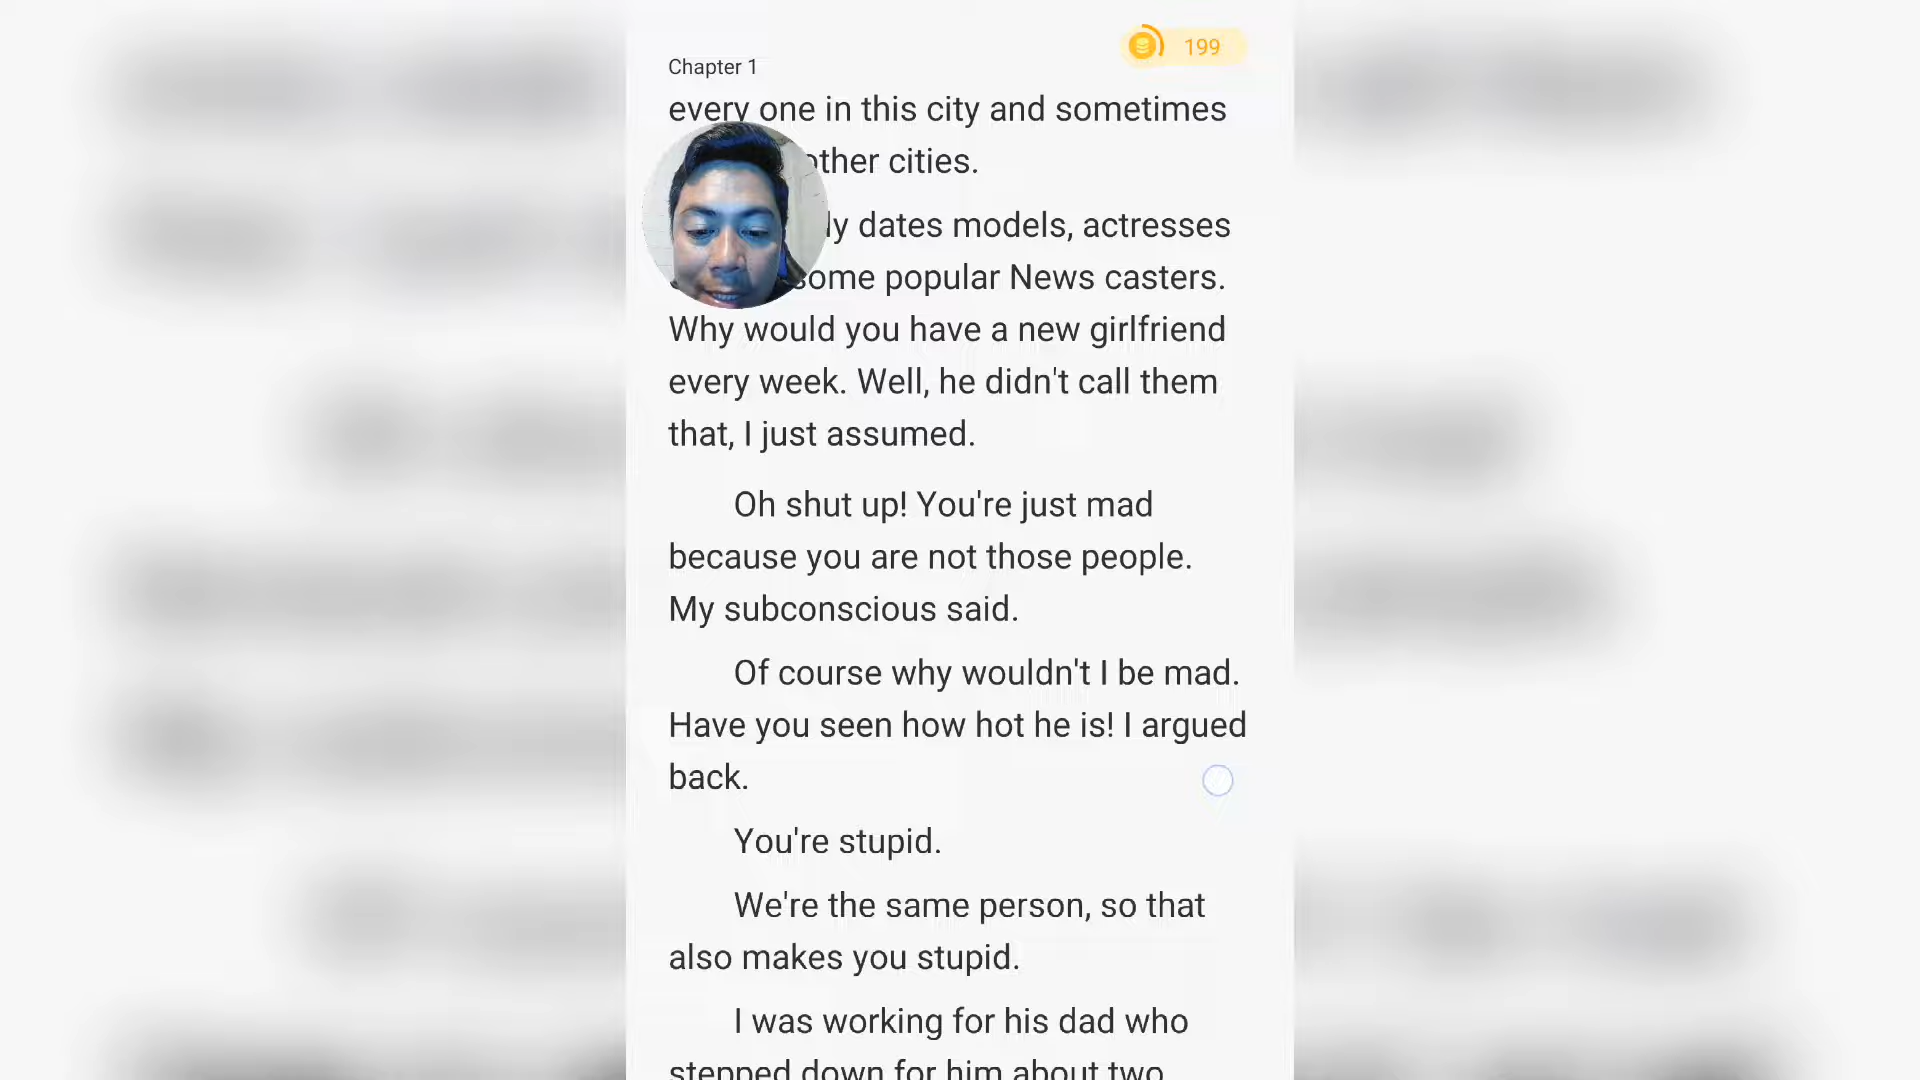 199
Chapter 1
every one in this city and sometimes
other cities.
dates models, actresses
some popular News casters.
Why would you have a new girlfriend
every week. Well, he didn't call them
that, I just assumed.
Oh shut up! You're just mad
because you are not those people.
My subconscious said.
Of course why wouldn't I be mad.
Have you seen how hot he is! I argued
back.
You're stupid.
We're the same person, so that
also makes you stupid.
I was working for his dad who
stepped down for him about two